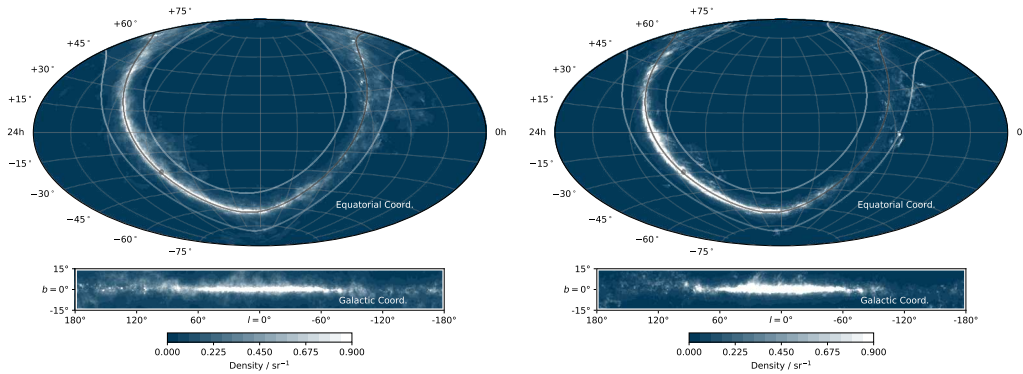 +75°
+60°
+45°
+30°
+15°
24h
0h
−15°
−30°
−45°
−60°
−75°
Equatorial Coord.
15°
b = 0°
-15°
Galactic Coord.
180° 120° 60° l = 0° -60° -120° -180°
0.000 0.225 0.450 0.675 0.900
Density / sr⁻¹
+75°
+60°
+45°
+30°
+15°
24h
0
−15°
−30°
−45°
−60°
−75°
Equatorial Coord.
15°
b = 0°
-15°
Galactic Coord.
180° 120° 60° l = 0° -60° -120° -180°
0.000 0.225 0.450 0.675 0.900
Density / sr⁻¹